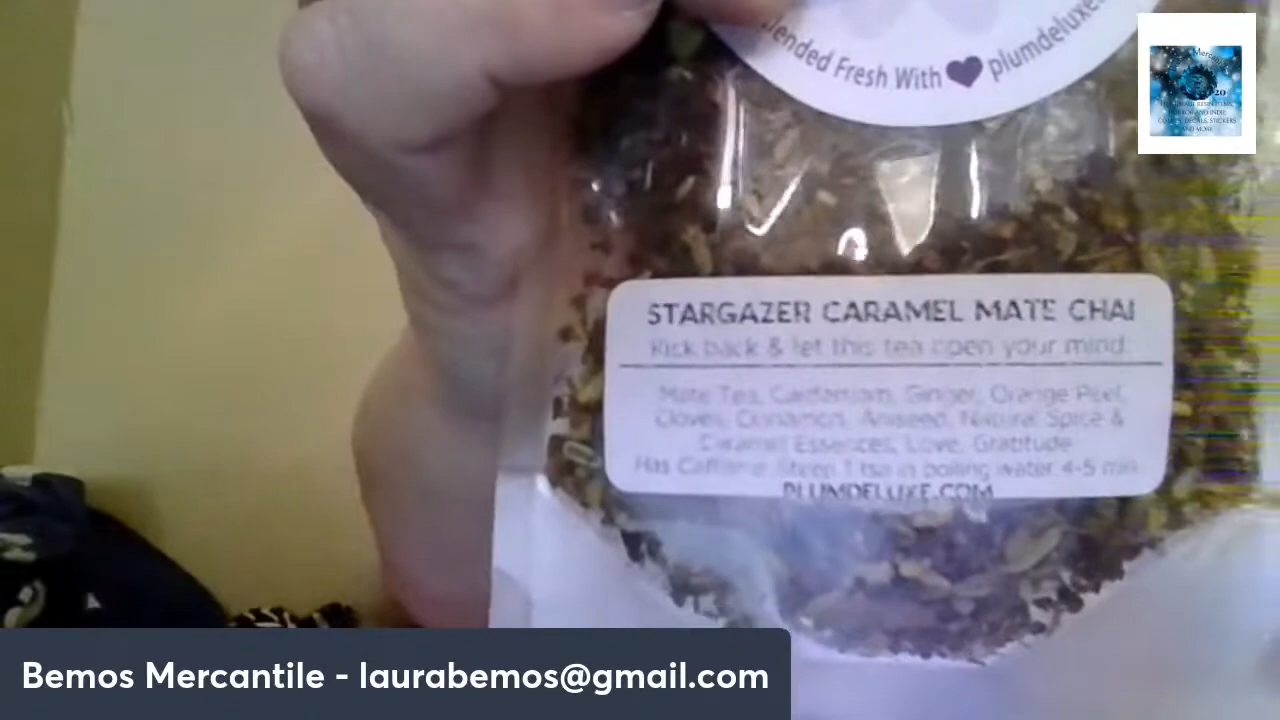 Blended Fresh With plumdeluxe
STARGAZER CARAMEL MATE CHAI
Kick back & let this tea open your mind.
Mate Tea, Cardamom, Ginger, Orange Peel,
Cloves, Cinnamon, Aniseed, Natural Spice &
Caramel Essences, Love, Gratitude
Has Caffeine. Steep 1 tsp in boiling water 4-5 min
PLUMDELUXE.COM
Bemos Mercantile - laurabemos@gmail.com